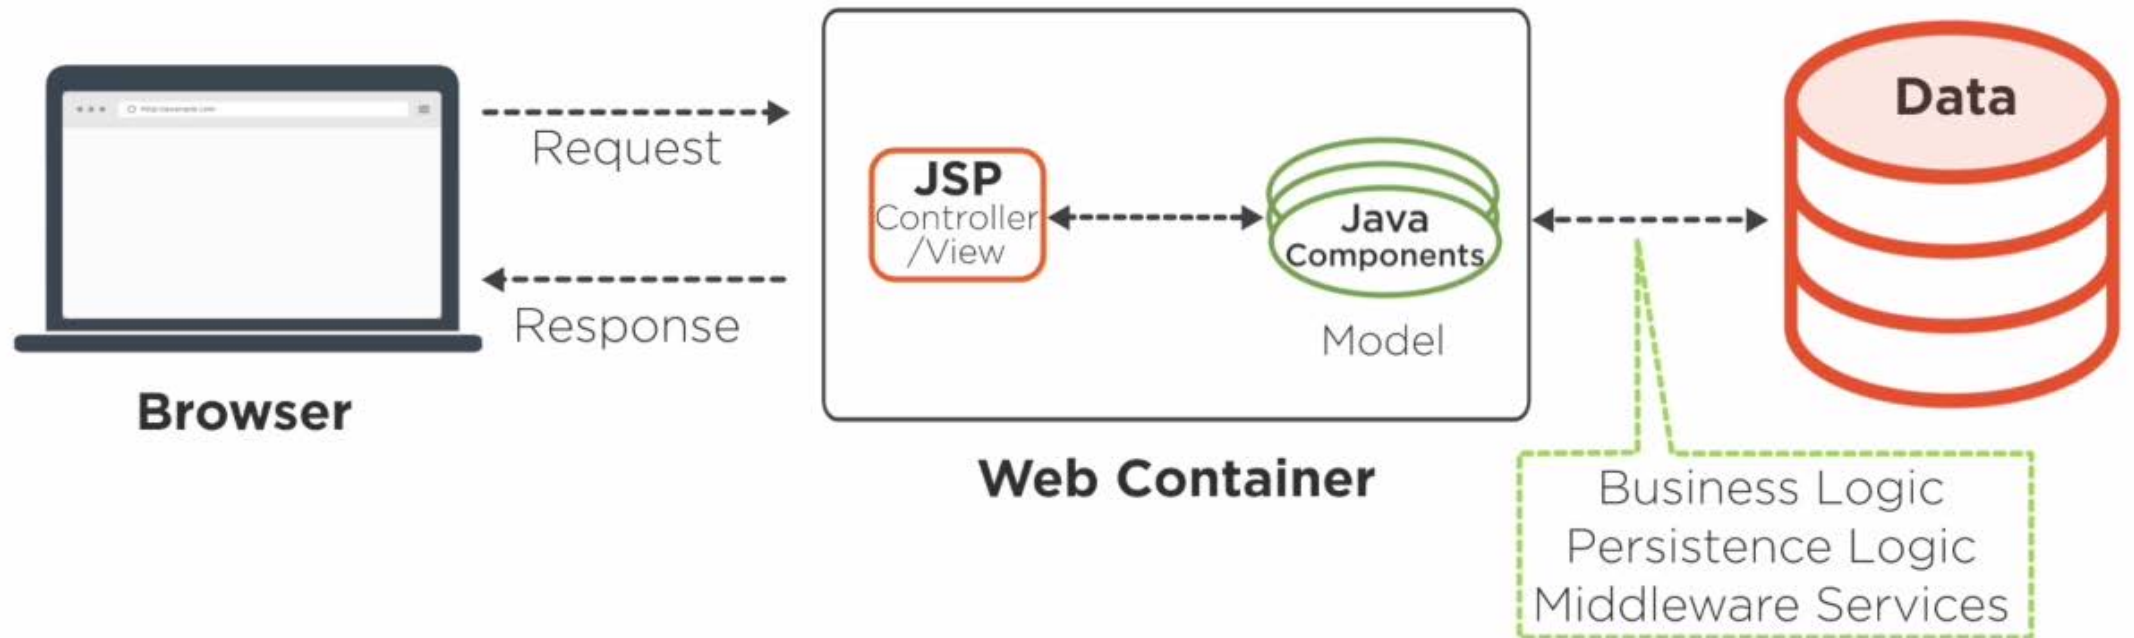 Request
Response
Browser
JSP
Controller
/View
Java
Components
Model
Web Container
Data
Business Logic
Persistence Logic
Middleware Services